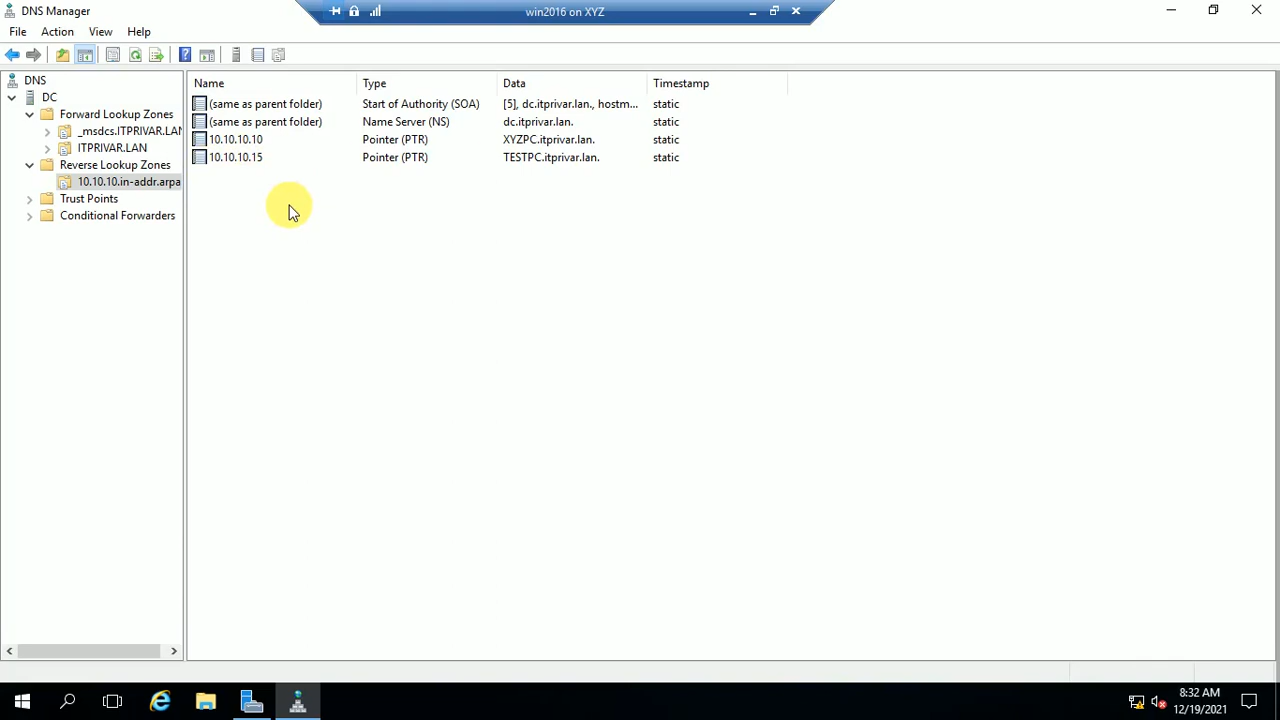 DNS Manager
win2016 on XYZ
File Action View Help
DNS
DC
Forward Lookup Zones
_msdcs.ITPRIVAR.LAN
ITPRIVAR.LAN
Reverse Lookup Zones
10.10.10.in-addr.arpa
Trust Points
Conditional Forwarders
Name Type Data Timestamp
(same as parent folder) Start of Authority (SOA) [5], dc.itprivar.lan., hostm... static
(same as parent folder) Name Server (NS) dc.itprivar.lan. static
10.10.10.10 Pointer (PTR) XYZPC.itprivar.lan. static
10.10.10.15 Pointer (PTR) TESTPC.itprivar.lan. static
8:32 AM
12/19/2021